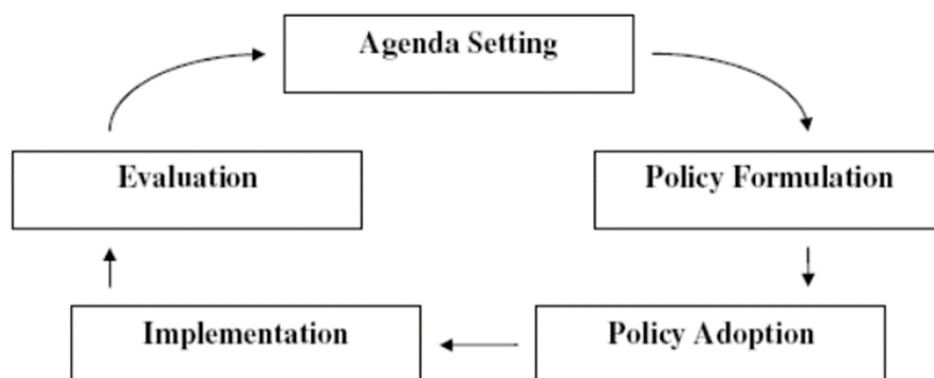 Agenda Setting
Evaluation
Policy Formulation
Implementation
Policy Adoption